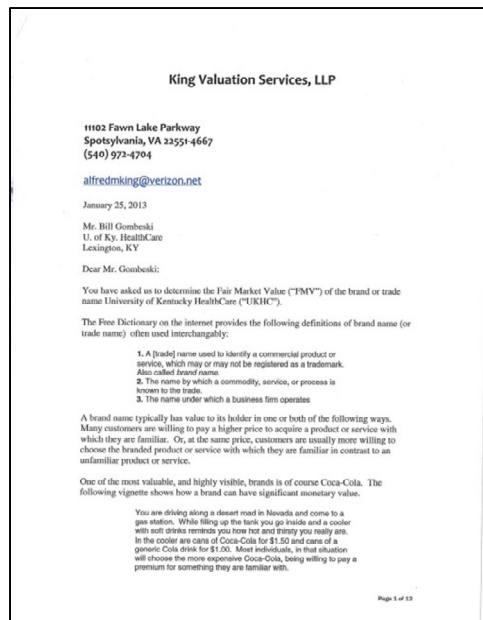 King Valuation Services, LLP
11102 Fawn Lake Parkway
Spotsylvania, VA 22551-4667
(540) 972-4704
alfredmking@verizon.net
January 25, 2013
Mr. Bill Gombeski
U. of Ky. HealthCare
Lexington, KY
Dear Mr. Gombeski:
You have asked us to determine the Fair Market Value ("FMV") of the brand or trade
name University of Kentucky HealthCare ("UKHC").
The Free Dictionary on the internet provides the following definitions of brand name (or
trade name) often used interchangably:
1. A [trade] name used to identify a commercial product or
service, which may or may not be registered as a trademark.
Also called brand name.
2. The name by which a commodity, service, or process is
known to the trade.
3. The name under which a business firm operates
A brand name typically has value to its holder in one or both of the following ways.
Many customers are willing to pay a higher price to acquire a product or service with
which they are familiar. Or, at the same price, customers are usually more willing to
choose the branded product or service with which they are familiar in contrast to an
unfamiliar product or service.
One of the most valuable, and highly visible, brands is of course Coca-Cola. The
following vignette shows how a brand can have significant monetary value.
You are driving along a desert road in Nevada and come to a
gas station. While filling up the tank you go inside and a cooler
with soft drinks reminds you how hot and thirsty you really are.
In the cooler are cans of Coca-Cola for $1.50 and cans of a
generic Cola drink for $1.00. Most individuals, in that situation
will choose the more expensive Coca-Cola, being willing to pay a
premium for something they are familiar with.
Page 1 of 13